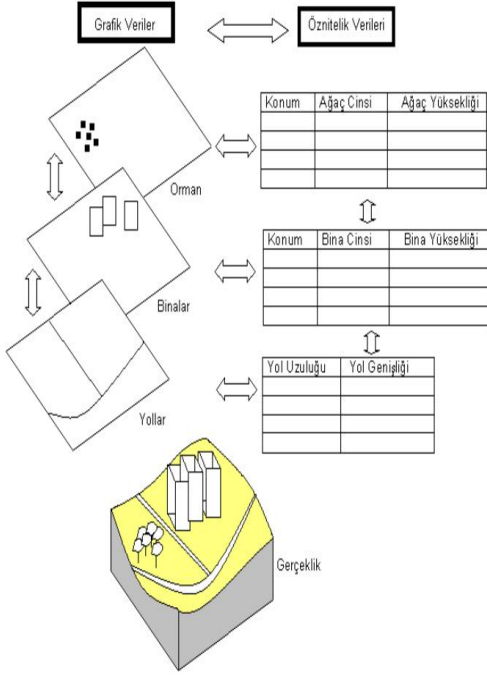 Grafik Veriler
Öznitelik Verileri
Konum Ağaç Cinsi Ağaç Yüksekliği
Orman
Konum Bina Cinsi Bina Yüksekliği
Binalar
Yol Uzuluğu Yol Genişliği
Yollar
Gerçeklik